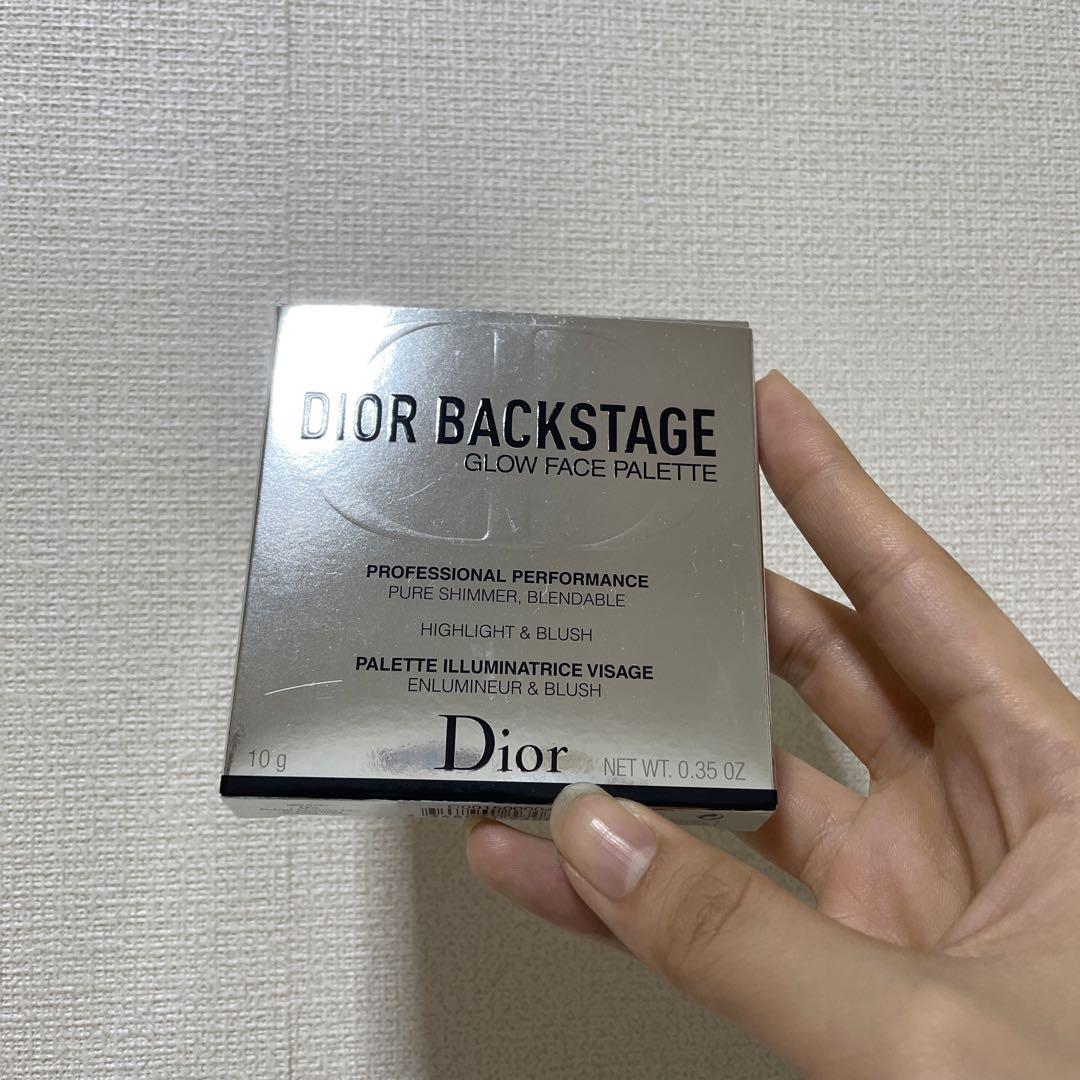 DIOR BACKSTAGE
GLOW FACE PALETTE
PROFESSIONAL PERFORMANCE
PURE SHIMMER, BLENDABLE
HIGHLIGHT & BLUSH
PALETTE ILLUMINATRICE VISAGE
ENLUMINEUR & BLUSH
Dior
10 g
NET WT. 0.35 OZ